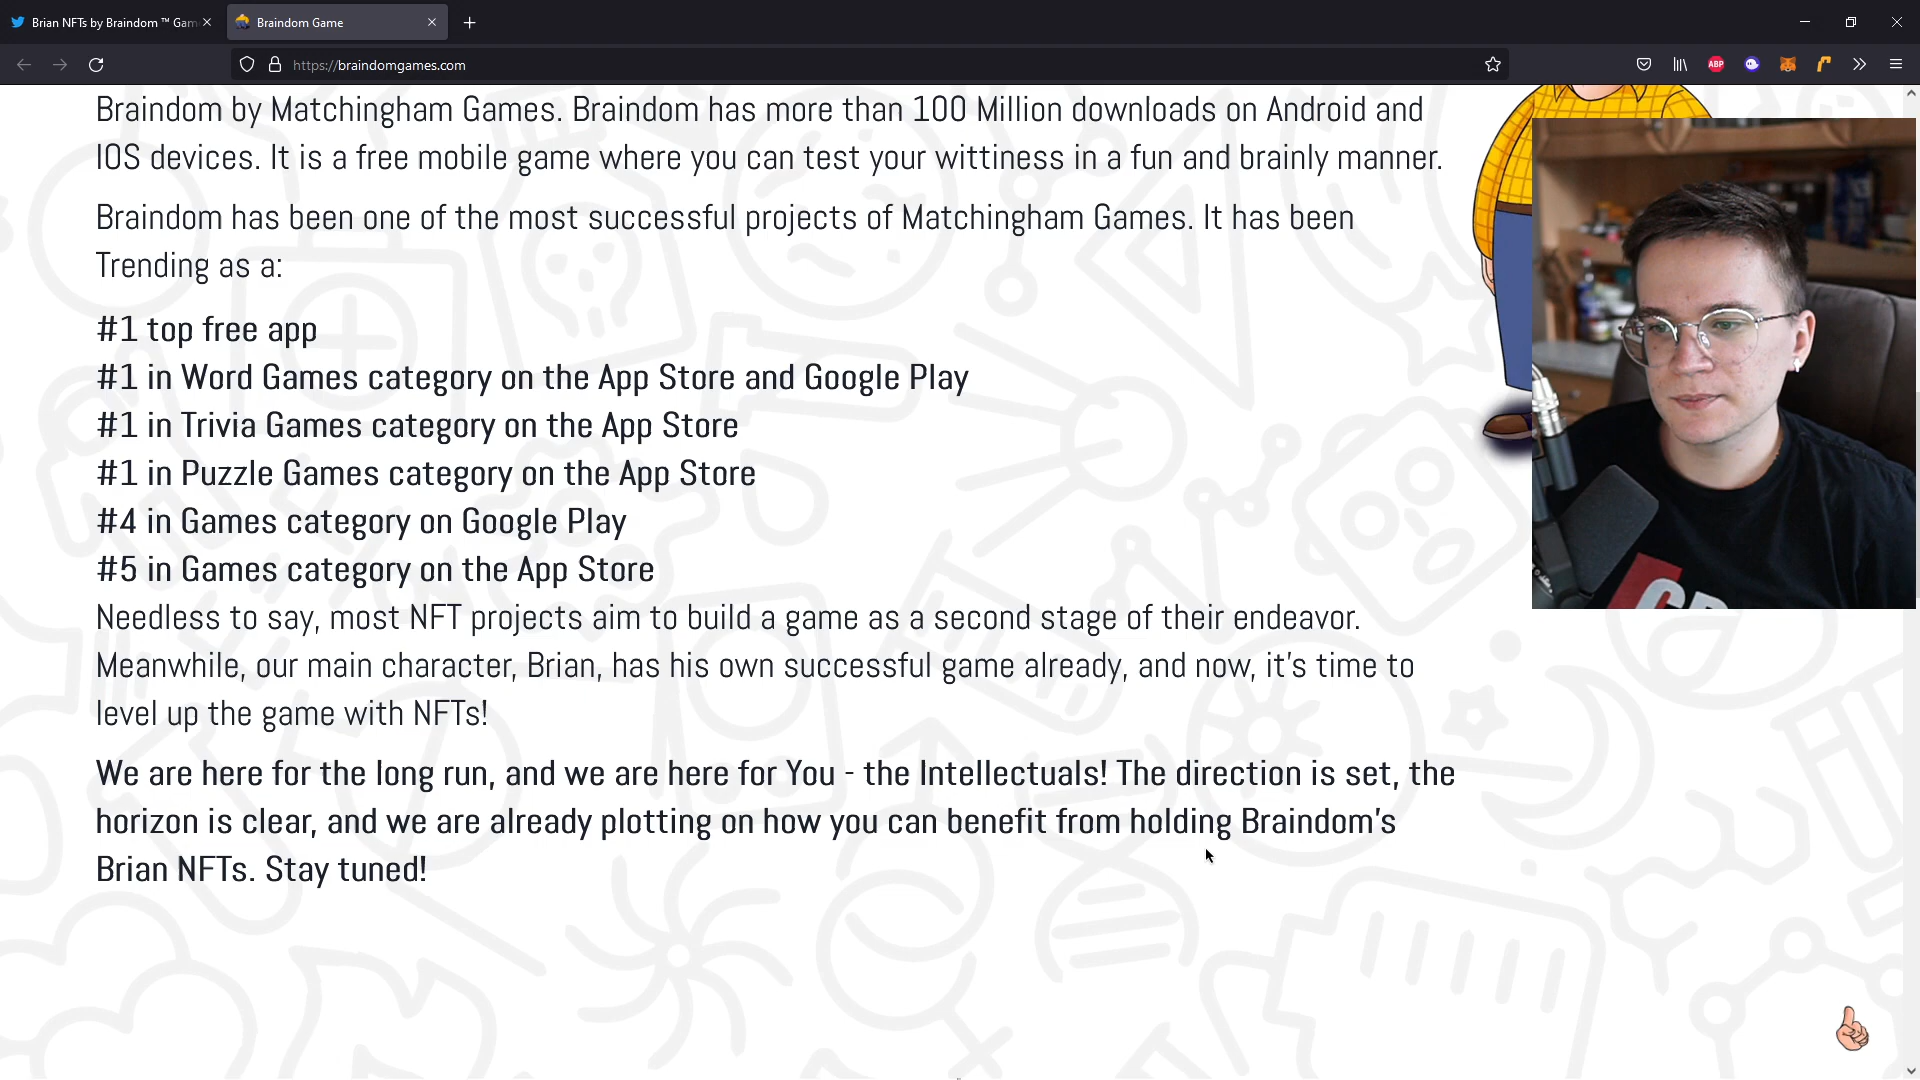 Brian NFTs by Braindom ™ Gam
Braindom Game
https://braindomgames.com
ABP
Braindom by Matchingham Games. Braindom has more than 100 Million downloads on Android and
IOS devices. It is a free mobile game where you can test your wittiness in a fun and brainly manner.
Braindom has been one of the most successful projects of Matchingham Games. It has been
Trending as a:
#1 top free app
#1 in Word Games category on the App Store and Google Play
#1 in Trivia Games category on the App Store
#1 in Puzzle Games category on the App Store
#4 in Games category on Google Play
#5 in Games category on the App Store
Needless to say, most NFT projects aim to build a game as a second stage of their endeavor.
Meanwhile, our main character, Brian, has his own successful game already, and now, it's time to
level up the game with NFTs!
We are here for the long run, and we are here for You - the Intellectuals! The direction is set, the
horizon is clear, and we are already plotting on how you can benefit from holding Braindom's
Brian NFTs. Stay tuned!